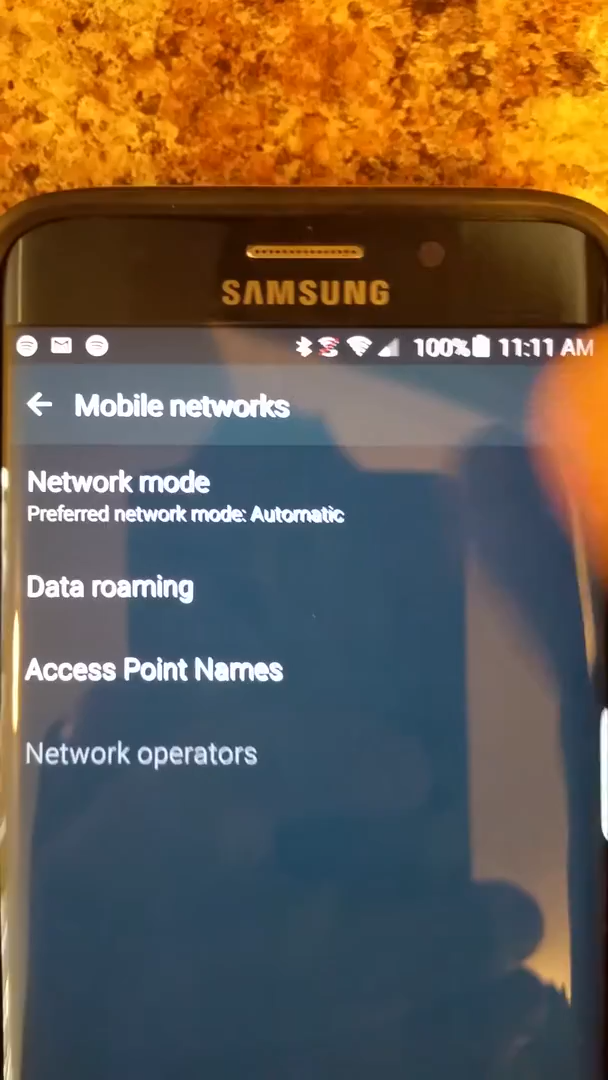 SAMSUNG
100% 11:11 AM
Mobile networks
Network mode
Preferred network mode: Automatic
Data roaming
Access Point Names
Network operators